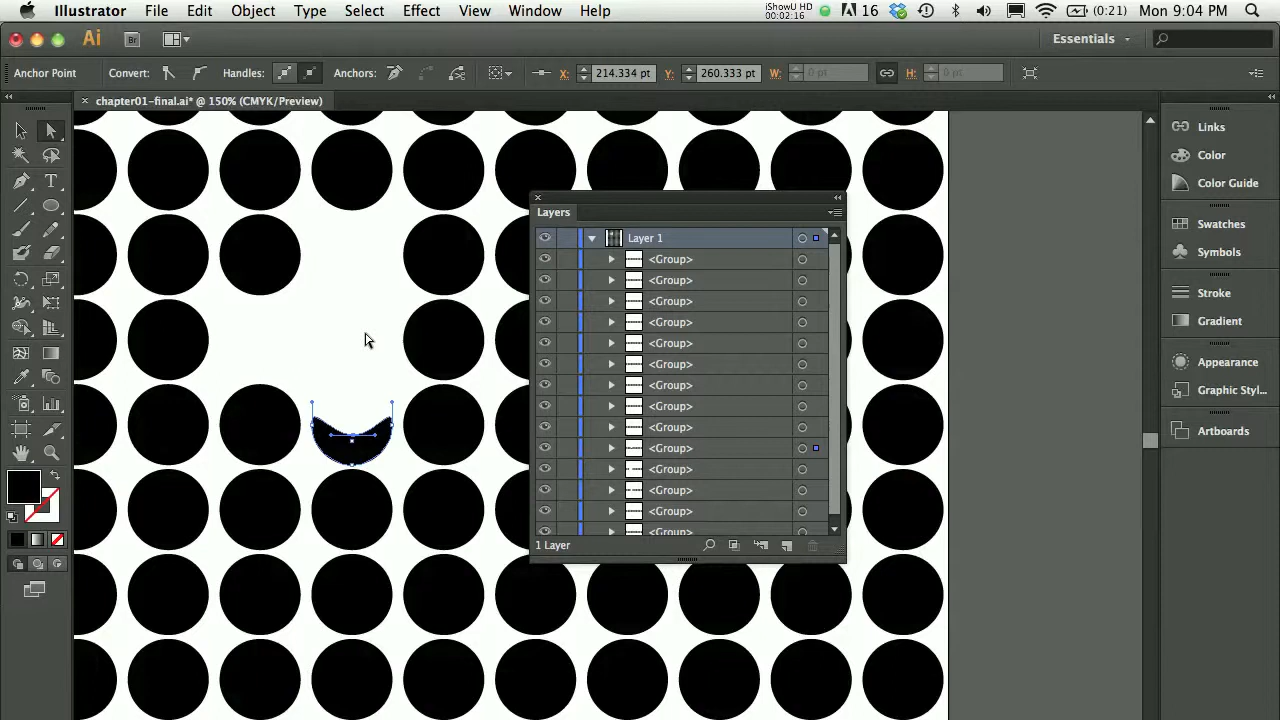 Illustrator File Edit Object Type Select Effect View Window Help iShowU HD 00:02:16 16 (0:21) Mon 9:04 PM
Ai Br Essentials
Anchor Point Convert: Handles: Anchors: X: 214.334 pt Y: 260.333 pt W: 0 pt H: 0 pt
chapter01-final.ai* @ 150% (CMYK/Preview)
Links
Color
Color Guide
Swatches
Symbols
Stroke
Gradient
Appearance
Graphic Styl...
Artboards
T
Layers
Layer 1
<Group>
<Group>
<Group>
<Group>
<Group>
<Group>
<Group>
<Group>
<Group>
<Group>
<Group>
<Group>
<Group>
<Group>
1 Layer